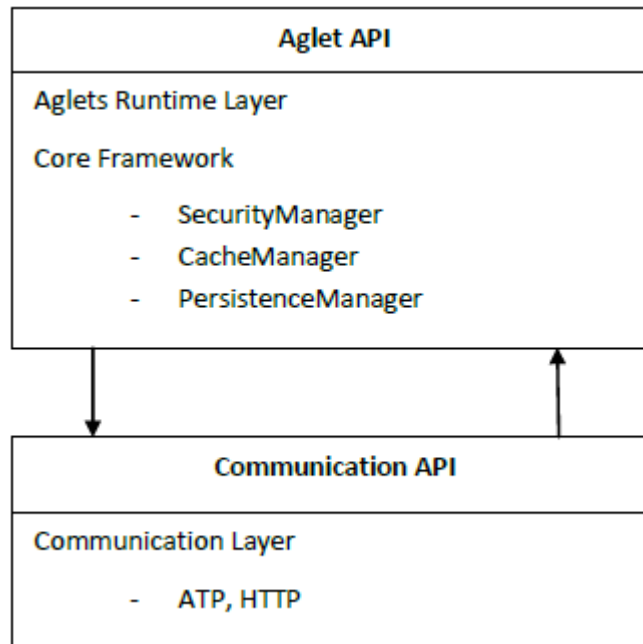 Aglet API
Aglets Runtime Layer
Core Framework
- SecurityManager
- CacheManager
- PersistenceManager
Communication API
Communication Layer
- ATP, HTTP